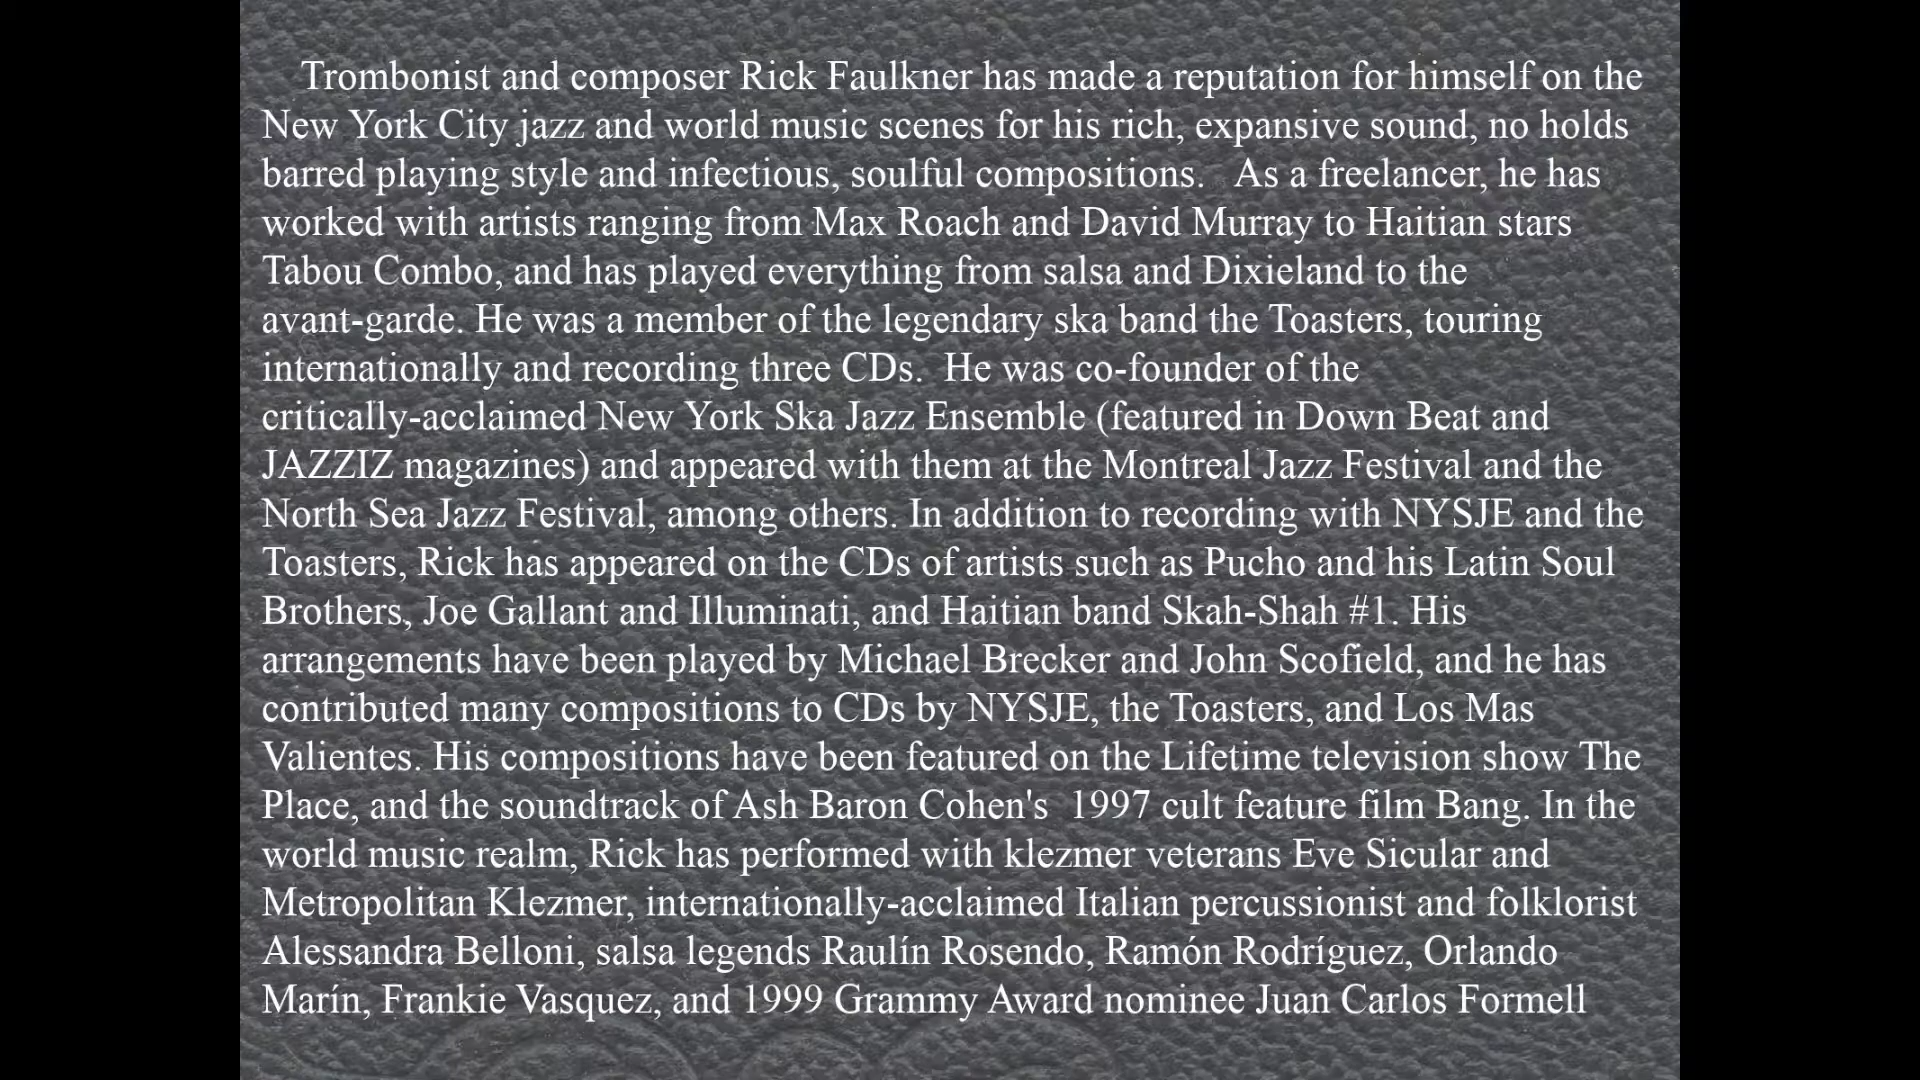 Trombonist and composer Rick Faulkner has made a reputation for himself on the
New York City jazz and world music scenes for his rich, expansive sound, no holds
barred playing style and infectious, soulful compositions.   As a freelancer, he has
worked with artists ranging from Max Roach and David Murray to Haitian stars
Tabou Combo, and has played everything from salsa and Dixieland to the
avant-garde. He was a member of the legendary ska band the Toasters, touring
internationally and recording three CDs.  He was co-founder of the
critically-acclaimed New York Ska Jazz Ensemble (featured in Down Beat and
JAZZIZ magazines) and appeared with them at the Montreal Jazz Festival and the
North Sea Jazz Festival, among others. In addition to recording with NYSJE and the
Toasters, Rick has appeared on the CDs of artists such as Pucho and his Latin Soul
Brothers, Joe Gallant and Illuminati, and Haitian band Skah-Shah #1. His
arrangements have been played by Michael Brecker and John Scofield, and he has
contributed many compositions to CDs by NYSJE, the Toasters, and Los Mas
Valientes. His compositions have been featured on the Lifetime television show The
Place, and the soundtrack of Ash Baron Cohen's  1997 cult feature film Bang. In the
world music realm, Rick has performed with klezmer veterans Eve Sicular and
Metropolitan Klezmer, internationally-acclaimed Italian percussionist and folklorist
Alessandra Belloni, salsa legends Raulín Rosendo, Ramón Rodríguez, Orlando
Marín, Frankie Vasquez, and 1999 Grammy Award nominee Juan Carlos Formell